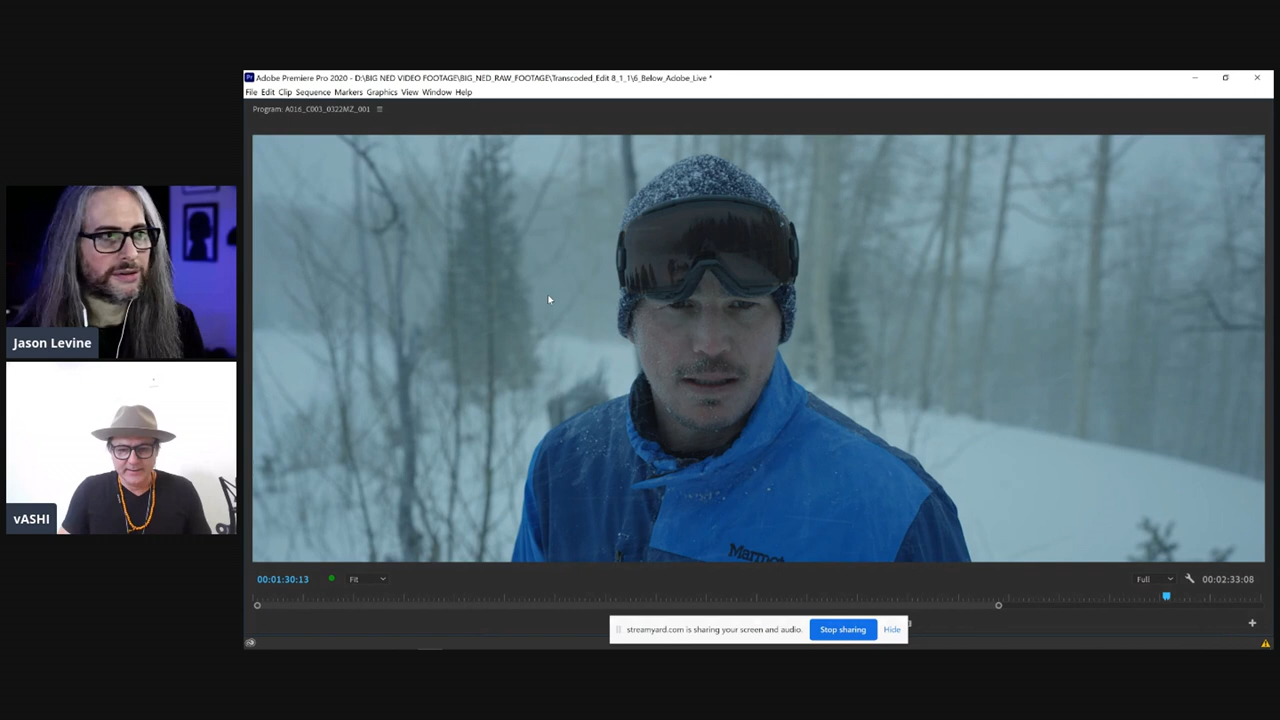 Adobe Premiere Pro 2020 - D:\BIG NED VIDEO FOOTAGE\BIG_NED_RAW_FOOTAGE\Transcoded_Edit 8_1_1\6_Below_Adobe_Live *
File Edit Clip Sequence Markers Graphics View Window Help
Program: A016_C003_0322MZ_001
Jason Levine
vASHI
Marmot
00:01:30:13 Fit Full 00:02:33:08
streamyard.com is sharing your screen and audio. Stop sharing Hide